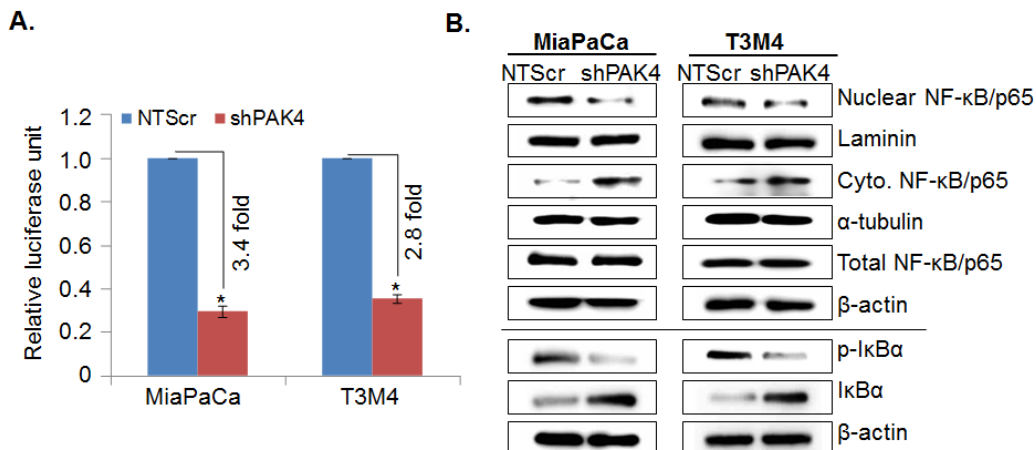 A.
Relative luciferase unit
1.2
1.0
0.8
0.6
0.4
0.2
0
NTScr shPAK4
3.4 fold
2.8 fold
*
*
MiaPaCa T3M4
B.
MiaPaCa T3M4
NTScr shPAK4 NTScr shPAK4
Nuclear NF-κB/p65
Laminin
Cyto. NF-κB/p65
α-tubulin
Total NF-κB/p65
β-actin
p-IκBα
IκBα
β-actin